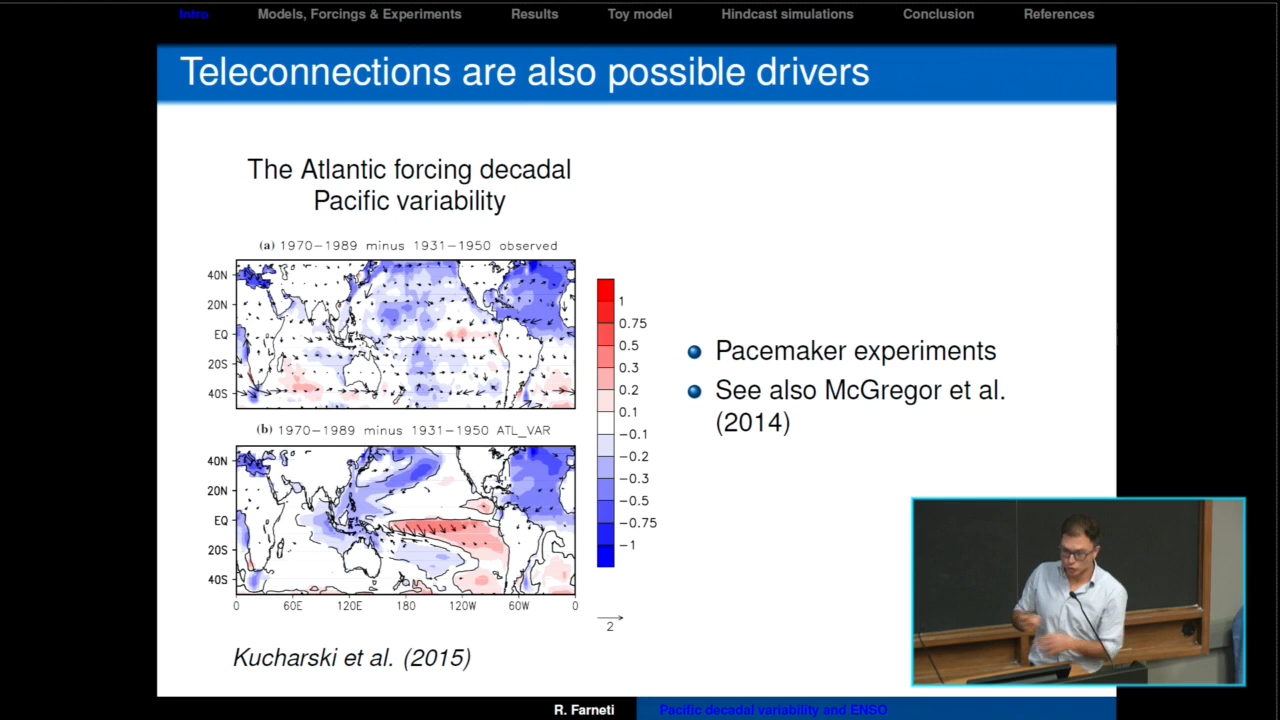 Intro Models, Forcings & Experiments Results Toy model Hindcast simulations Conclusion References
Teleconnections are also possible drivers
The Atlantic forcing decadal
Pacific variability
(a) 1970−1989 minus 1931−1950 observed
40N
20N
EQ
20S
40S
(b) 1970−1989 minus 1931−1950 ATL_VAR
40N
20N
EQ
20S
40S
0 60E 120E 180 120W 60W 0
1
0.75
0.5
0.3
0.2
0.1
−0.1
−0.2
−0.3
−0.5
−0.75
−1
2
Kucharski et al. (2015)
Pacemaker experiments
See also McGregor et al.
(2014)
R. Farneti Pacific decadal variability and ENSO